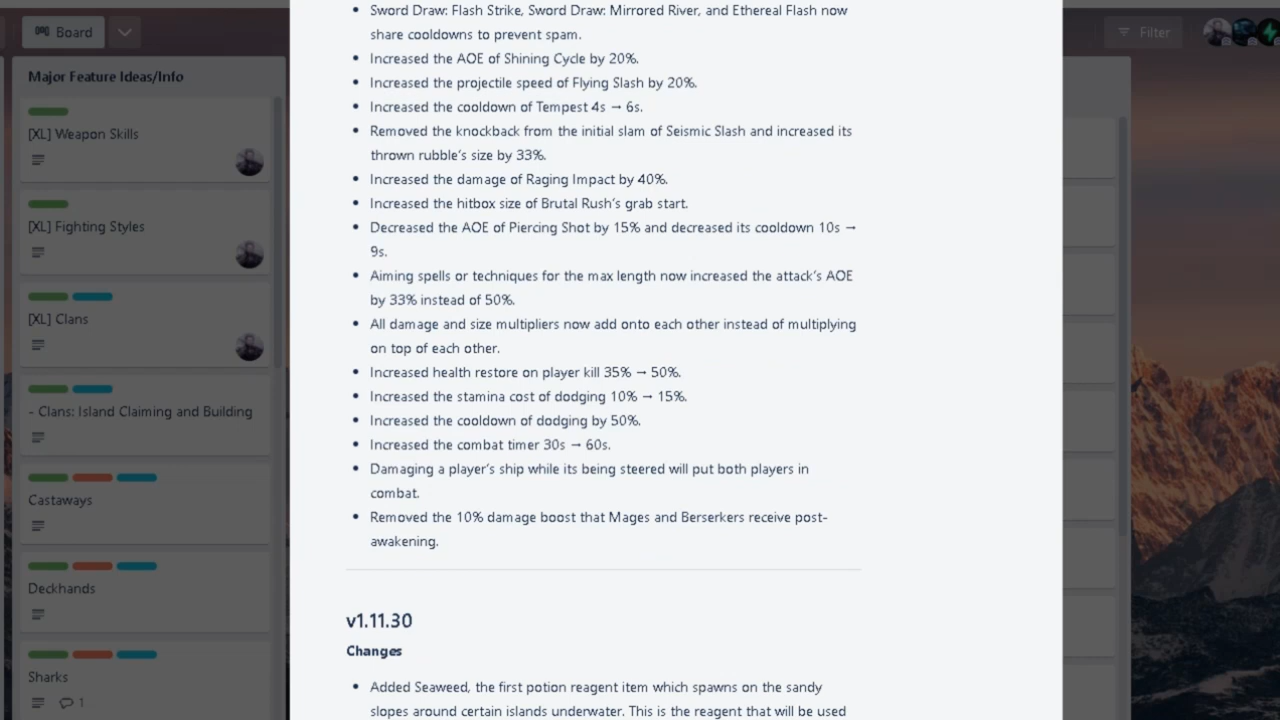 Board
Filter
Major Feature Ideas/Info
[XL] Weapon Skills
[XL] Fighting Styles
[XL] Clans
- Clans: Island Claiming and Building
Castaways
Deckhands
Sharks
1
• Sword Draw: Flash Strike, Sword Draw: Mirrored River, and Ethereal Flash now
share cooldowns to prevent spam.
• Increased the AOE of Shining Cycle by 20%.
• Increased the projectile speed of Flying Slash by 20%.
• Increased the cooldown of Tempest 4s → 6s.
• Removed the knockback from the initial slam of Seismic Slash and increased its
thrown rubble's size by 33%.
• Increased the damage of Raging Impact by 40%.
• Increased the hitbox size of Brutal Rush's grab start.
• Decreased the AOE of Piercing Shot by 15% and decreased its cooldown 10s →
9s.
• Aiming spells or techniques for the max length now increased the attack's AOE
by 33% instead of 50%.
• All damage and size multipliers now add onto each other instead of multiplying
on top of each other.
• Increased health restore on player kill 35% → 50%.
• Increased the stamina cost of dodging 10% → 15%.
• Increased the cooldown of dodging by 50%.
• Increased the combat timer 30s → 60s.
• Damaging a player's ship while its being steered will put both players in
combat.
• Removed the 10% damage boost that Mages and Berserkers receive post-
awakening.
v1.11.30
Changes
• Added Seaweed, the first potion reagent item which spawns on the sandy
slopes around certain islands underwater. This is the reagent that will be used